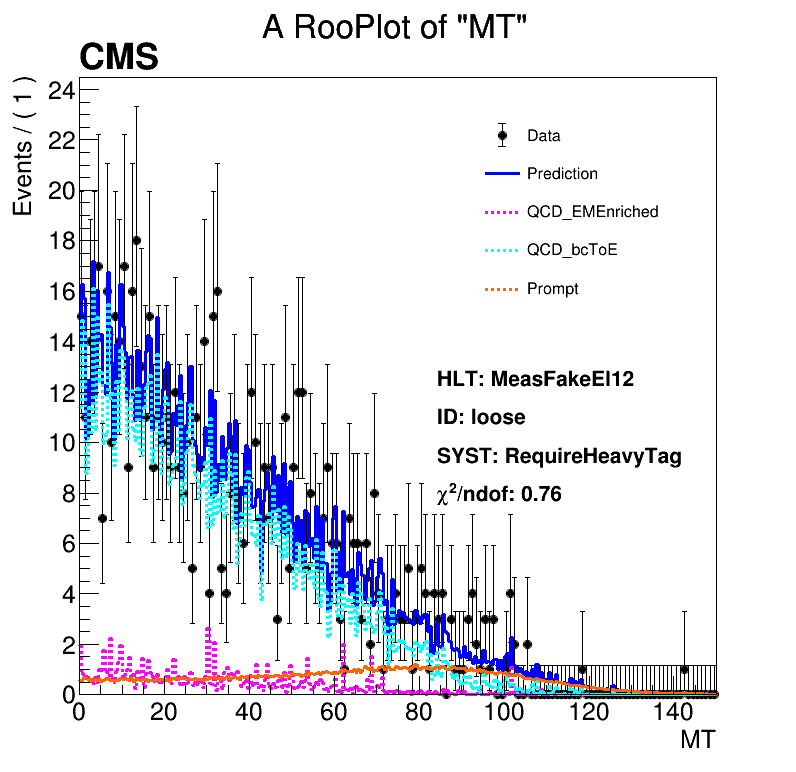 A RooPlot of "MT"
CMS
Events / ( 1 )
24
22
20
18
16
14
12
10
8
6
4
2
0
Data
Prediction
QCD_EMEnriched
QCD_bcToE
Prompt
HLT: MeasFakeEl12
ID: loose
SYST: RequireHeavyTag
χ²/ndof: 0.76
0 20 40 60 80 100 120 140
MT